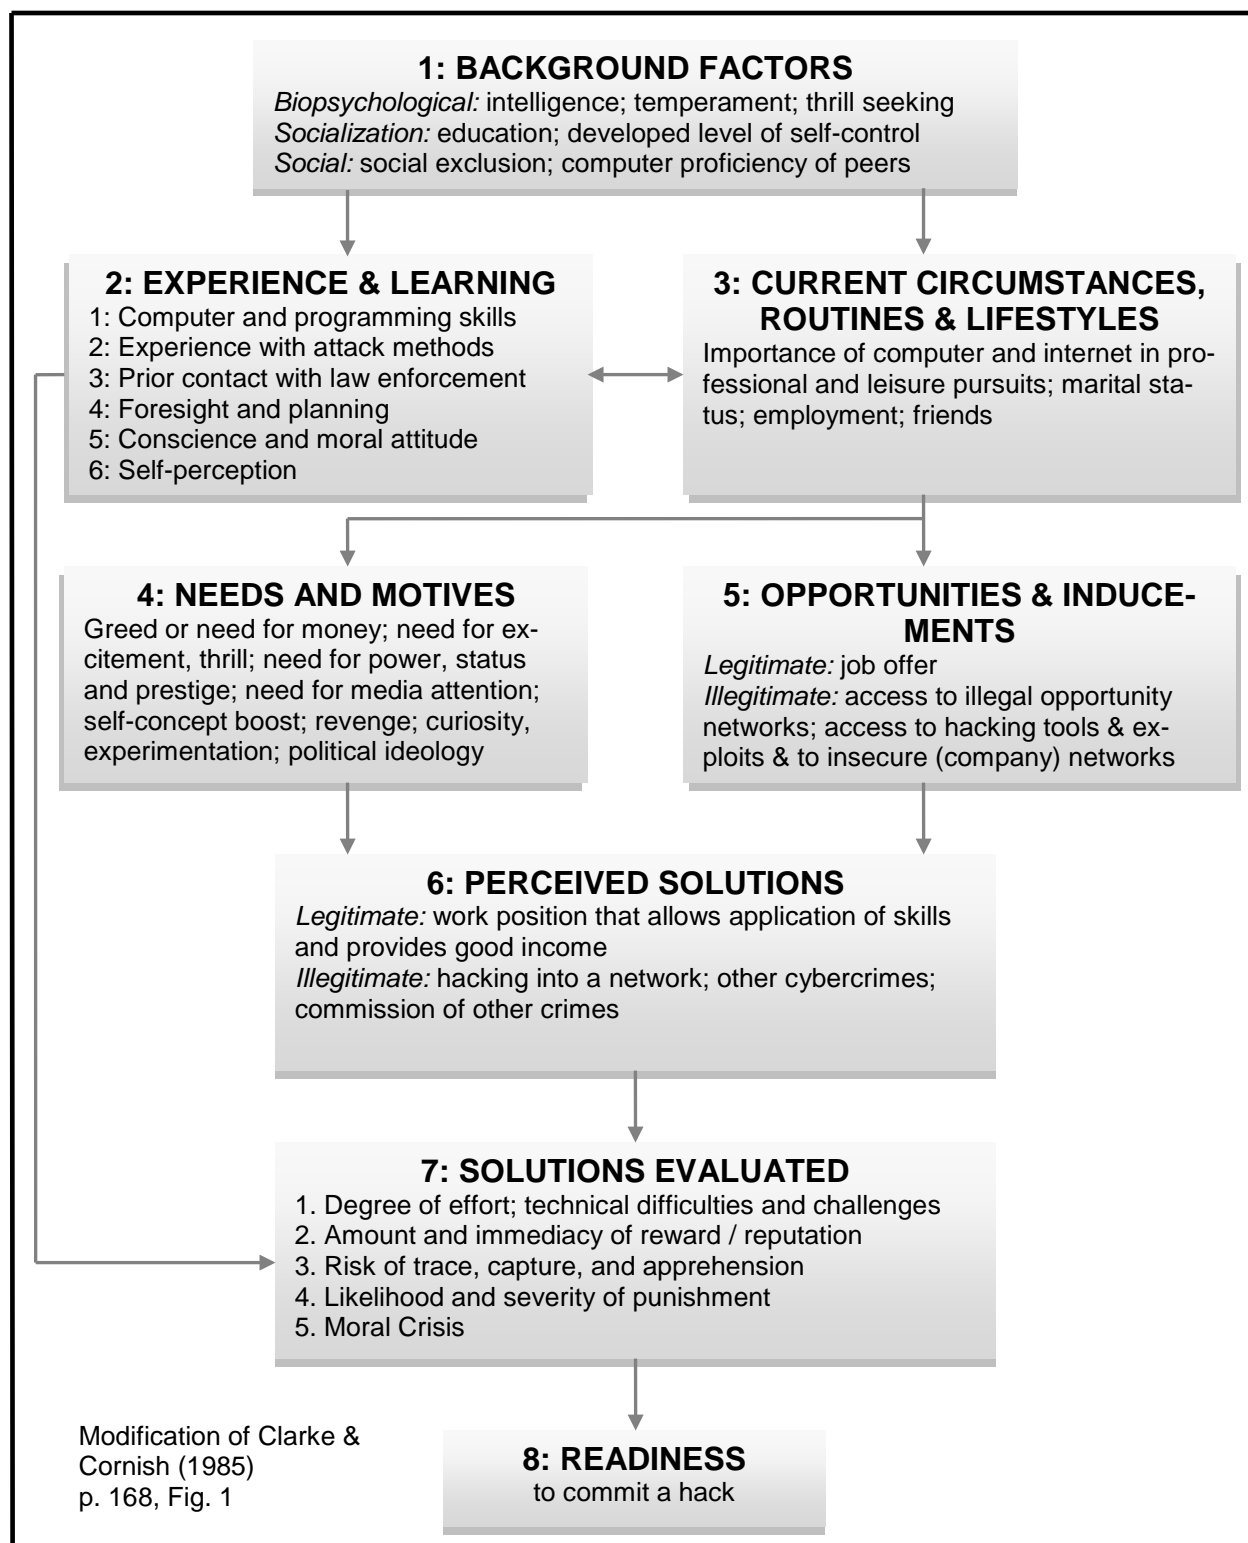 1: BACKGROUND FACTORS
Biopsychological: intelligence; temperament; thrill seeking
Socialization: education; developed level of self-control
Social: social exclusion; computer proficiency of peers
2: EXPERIENCE & LEARNING
1: Computer and programming skills
2: Experience with attack methods
3: Prior contact with law enforcement
4: Foresight and planning
5: Conscience and moral attitude
6: Self-perception
3: CURRENT CIRCUMSTANCES,
ROUTINES & LIFESTYLES
Importance of computer and internet in pro-
fessional and leisure pursuits; marital sta-
tus; employment; friends
4: NEEDS AND MOTIVES
Greed or need for money; need for ex-
citement, thrill; need for power, status
and prestige; need for media attention;
self-concept boost; revenge; curiosity,
experimentation; political ideology
5: OPPORTUNITIES & INDUCE-
MENTS
Legitimate: job offer
Illegitimate: access to illegal opportunity
networks; access to hacking tools & ex-
ploits & to insecure (company) networks
6: PERCEIVED SOLUTIONS
Legitimate: work position that allows application of skills
and provides good income
Illegitimate: hacking into a network; other cybercrimes;
commission of other crimes
7: SOLUTIONS EVALUATED
1. Degree of effort; technical difficulties and challenges
2. Amount and immediacy of reward / reputation
3. Risk of trace, capture, and apprehension
4. Likelihood and severity of punishment
5. Moral Crisis
Modification of Clarke &
Cornish (1985)
p. 168, Fig. 1
8: READINESS
to commit a hack